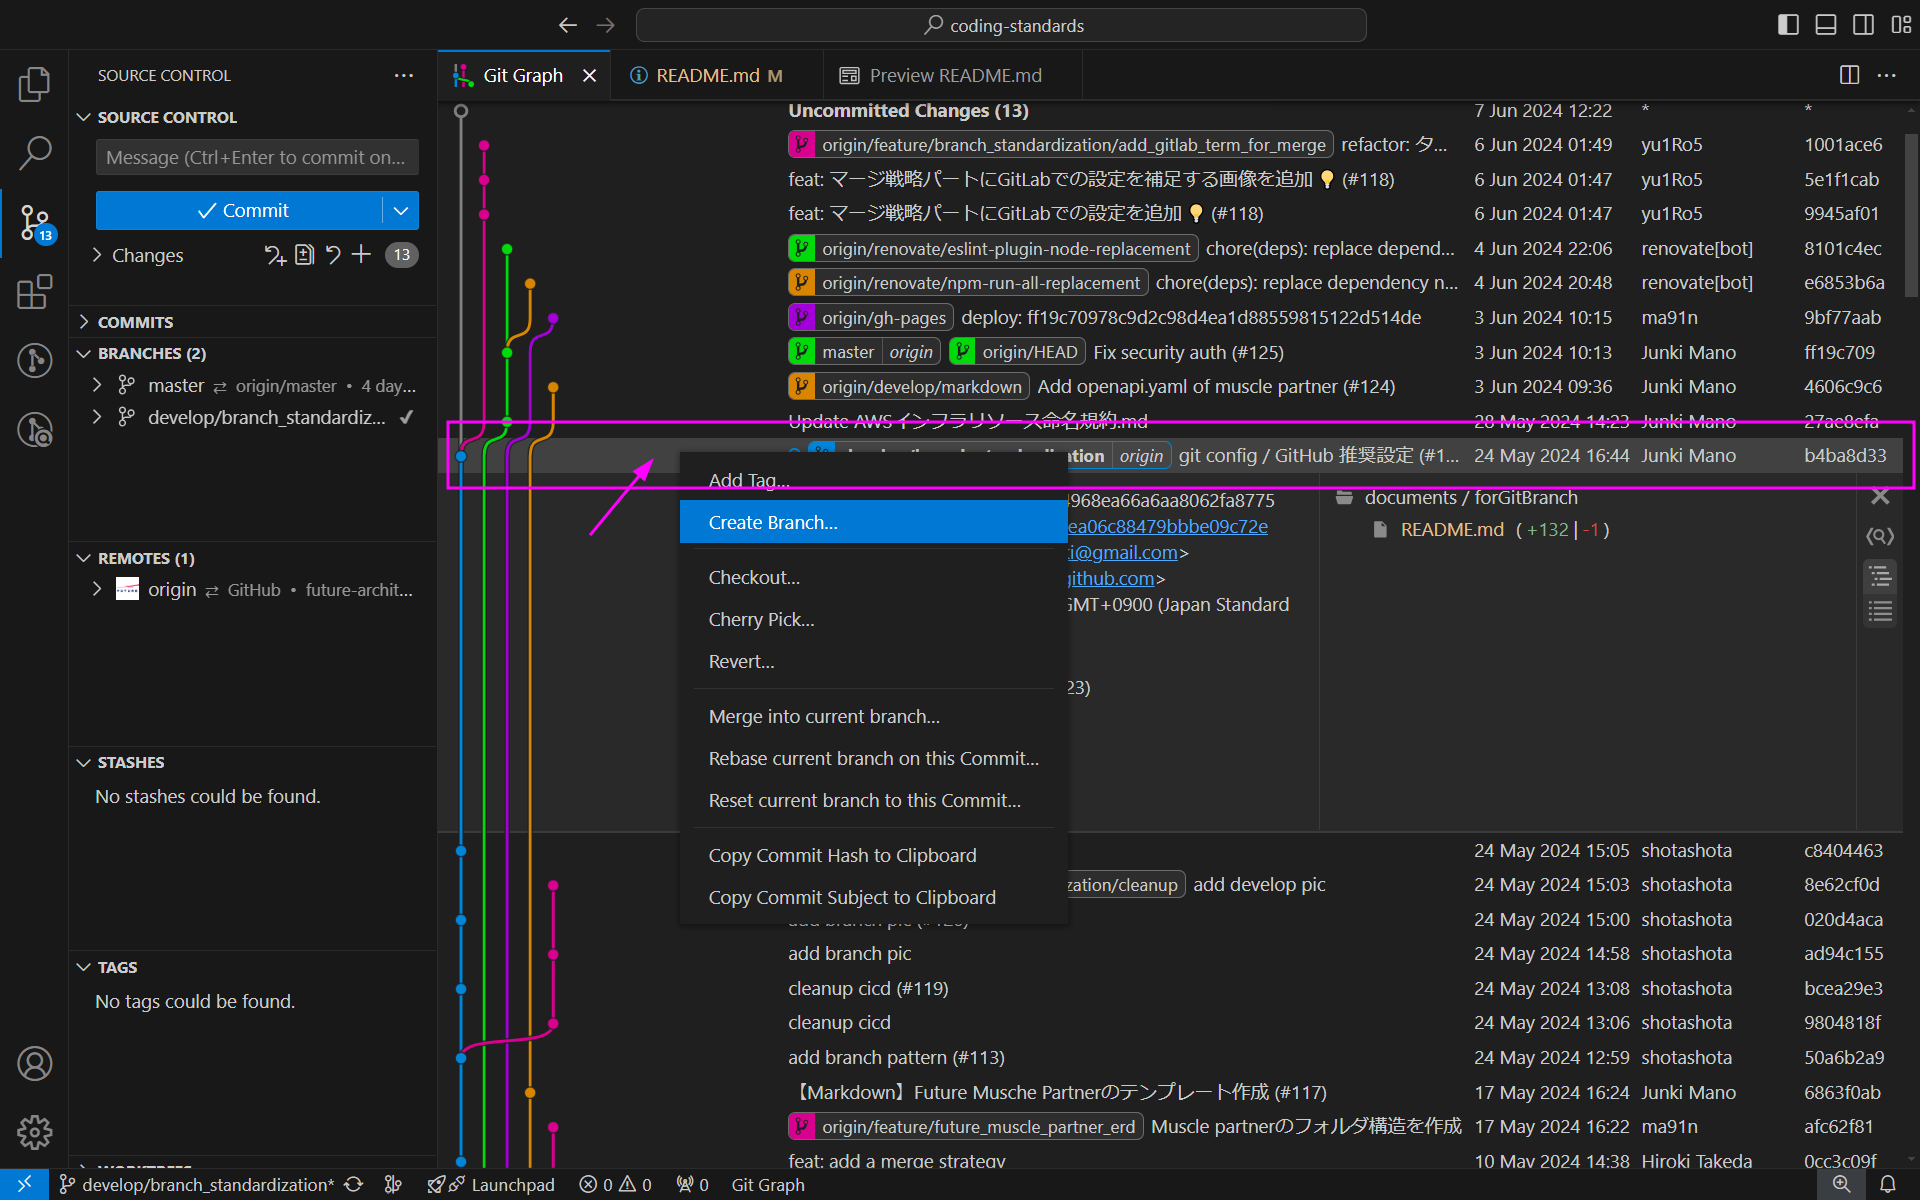 coding-standards
SOURCE CONTROL
Git Graph
README.md M
Preview README.md
SOURCE CONTROL
Message (Ctrl+Enter to commit on...
Commit
Changes
13
13
COMMITS
BRANCHES (2)
master origin/master • 4 day...
develop/branch_standardiz...
REMOTES (1)
origin GitHub • future-archit...
STASHES
No stashes could be found.
TAGS
No tags could be found.
Uncommitted Changes (13) 7 Jun 2024 12:22 * *
origin/feature/branch_standardization/add_gitlab_term_for_merge refactor: タ... 6 Jun 2024 01:49 yu1Ro5 1001ace6
feat: マージ戦略パートにGitLabでの設定を補足する画像を追加 💡 (#118) 6 Jun 2024 01:47 yu1Ro5 5e1f1cab
feat: マージ戦略パートにGitLabでの設定を追加 💡 (#118) 6 Jun 2024 01:47 yu1Ro5 9945af01
origin/renovate/eslint-plugin-node-replacement chore(deps): replace depend... 4 Jun 2024 22:06 renovate[bot] 8101c4ec
origin/renovate/npm-run-all-replacement chore(deps): replace dependency n... 4 Jun 2024 20:48 renovate[bot] e6853b6a
origin/gh-pages deploy: ff19c70978c9d2c98d4ea1d88559815122d514de 3 Jun 2024 10:15 ma91n 9bf77aab
master origin origin/HEAD Fix security auth (#125) 3 Jun 2024 10:13 Junki Mano ff19c709
origin/develop/markdown Add openapi.yaml of muscle partner (#124) 3 Jun 2024 09:36 Junki Mano 4606c9c6
Update AWS インフラリソース命名規約.md 28 May 2024 14:23 Junki Mano 27ae8efa
tion origin git config / GitHub 推奨設定 (#1... 24 May 2024 16:44 Junki Mano b4ba8d33
Add Tag...
Create Branch...
Checkout...
Cherry Pick...
Revert...
Merge into current branch...
Rebase current branch on this Commit...
Reset current branch to this Commit...
Copy Commit Hash to Clipboard
Copy Commit Subject to Clipboard
4968ea66a6aa8062fa8775
ea06c88479bbbe09c72e
i@gmail.com>
github.com>
GMT+0900 (Japan Standard
23)
documents / forGitBranch
README.md ( +132 | -1 )
24 May 2024 15:05 shotashota c8404463
zation/cleanup add develop pic 24 May 2024 15:03 shotashota 8e62cf0d
24 May 2024 15:00 shotashota 020d4aca
add branch pic 24 May 2024 14:58 shotashota ad94c155
cleanup cicd (#119) 24 May 2024 13:08 shotashota bcea29e3
cleanup cicd 24 May 2024 13:06 shotashota 9804818f
add branch pattern (#113) 24 May 2024 12:59 shotashota 50a6b2a9
【Markdown】Future Musche Partnerのテンプレート作成 (#117) 17 May 2024 16:24 Junki Mano 6863f0ab
origin/feature/future_muscle_partner_erd Muscle partnerのフォルダ構造を作成 17 May 2024 16:22 ma91n afc62f81
feat: add a merge strategy 10 May 2024 14:38 Hiroki Takeda 0cc3c09f
develop/branch_standardization* Launchpad 0 0 0 Git Graph